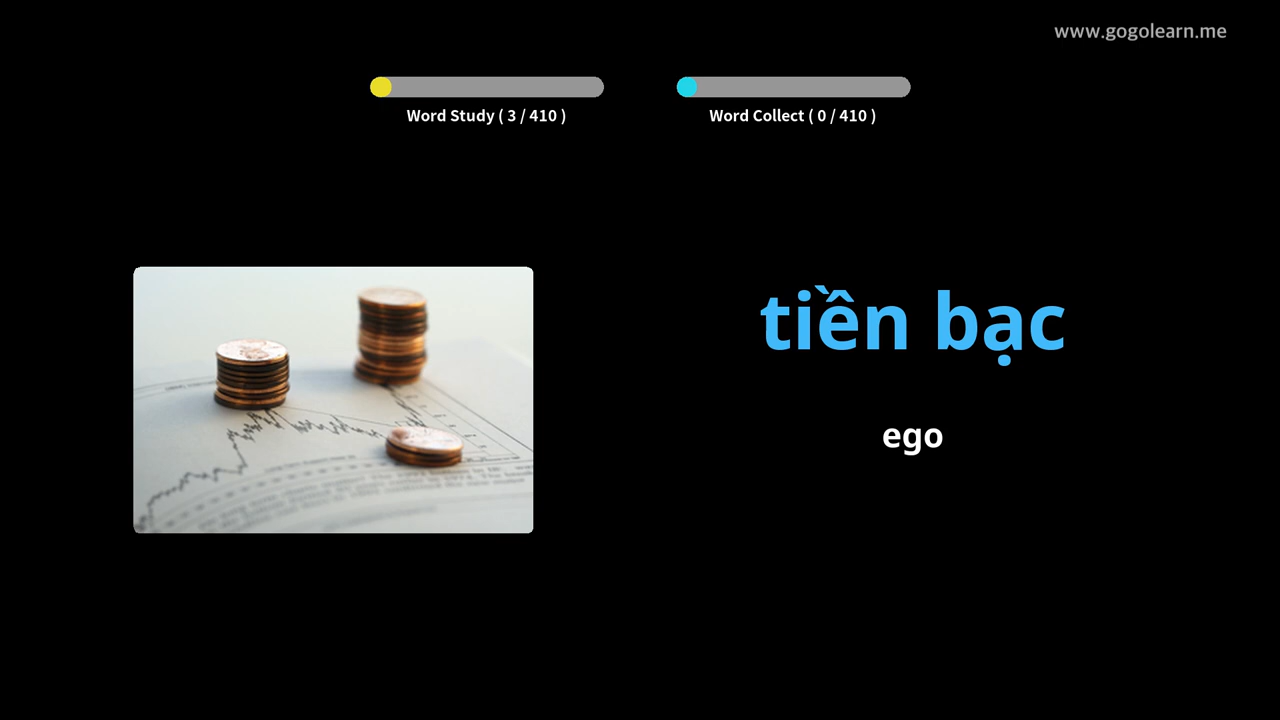 www.gogolearn.me
Word Study ( 3 / 410 )
Word Collect ( 0 / 410 )
tiền bạc
ego